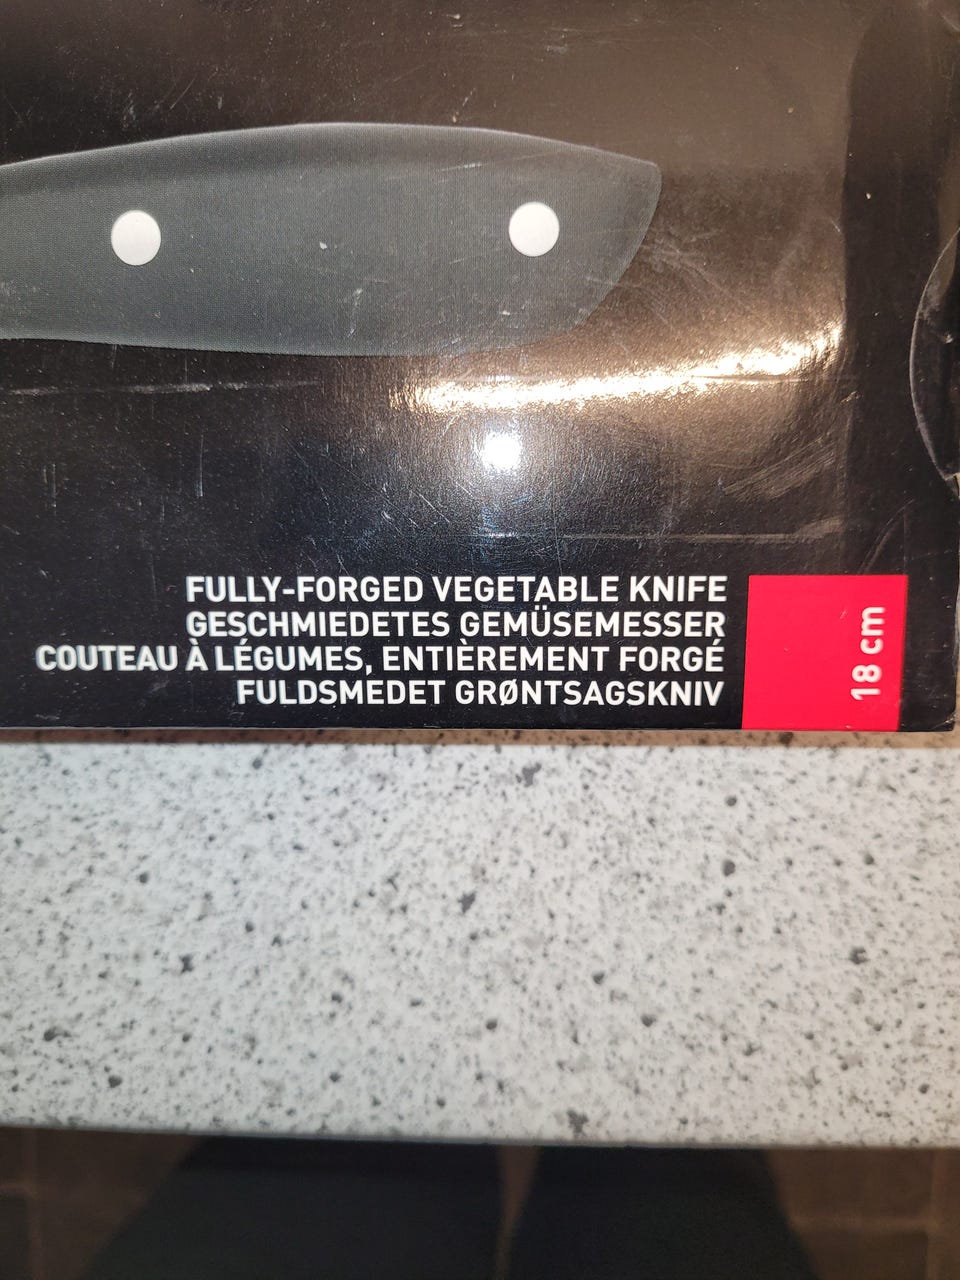 FULLY-FORGED VEGETABLE KNIFE
GESCHMIEDETES GEMÜSEMESSER
COUTEAU À LÉGUMES, ENTIÈREMENT FORGÉ
FULDSMEDET GRØNTSAGSKNIV
18 cm